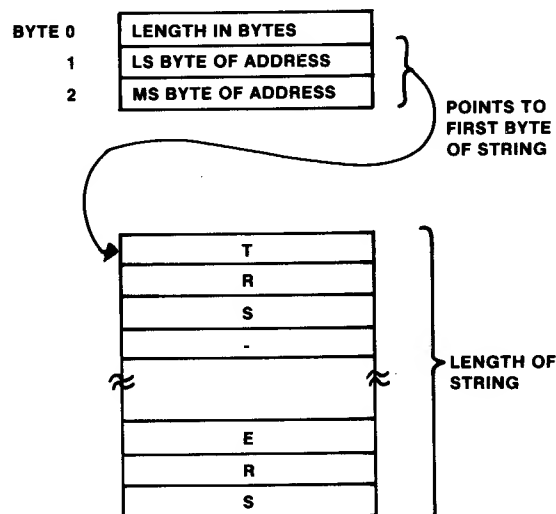 BYTE 0 LENGTH IN BYTES
1 LS BYTE OF ADDRESS
2 MS BYTE OF ADDRESS
POINTS TO
FIRST BYTE
OF STRING
T
R
S
-
LENGTH OF
STRING
E
R
S